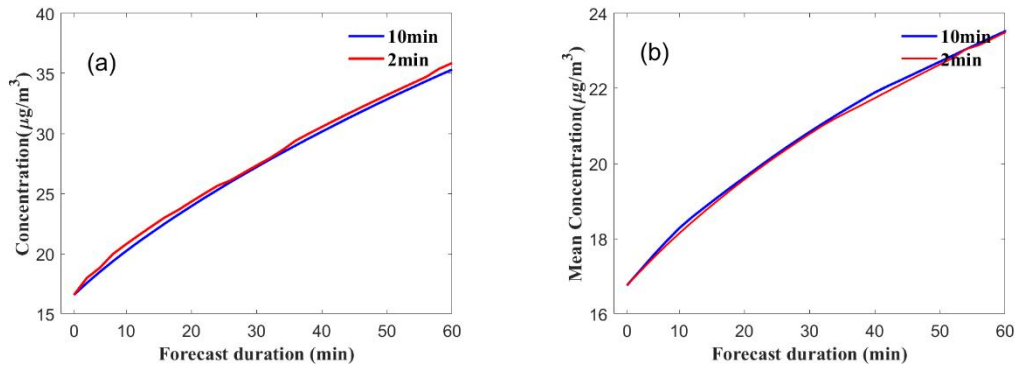 40
35
30
25
20
15
Concentration(μg/m³)
(a)
10min
2min
0 10 20 30 40 50 60
Forecast duration (min)
24
22
20
18
16
Mean Concentration(μg/m³)
(b)
10min
2min
0 10 20 30 40 50 60
Forecast duration (min)